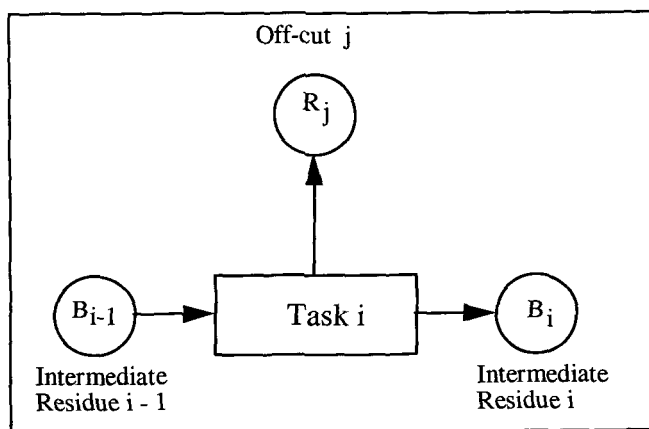 Off-cut j
Rj
Bi-1
Task i
Bi
Intermediate
Residue i - 1
Intermediate
Residue i